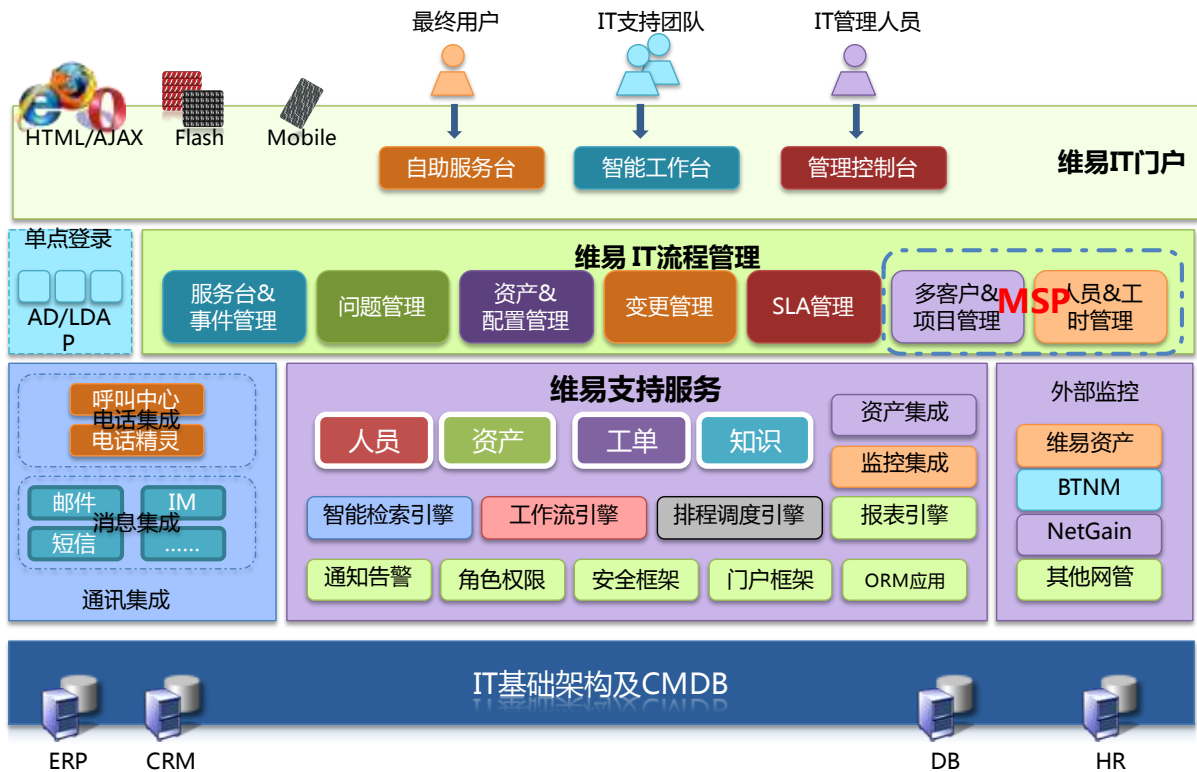 最终用户
IT支持团队
IT管理人员
HTML/AJAX
Flash
Mobile
自助服务台
智能工作台
管理控制台
维易IT门户
单点登录
AD/LDA
P
维易 IT流程管理
服务台&
事件管理
问题管理
资产&
配置管理
变更管理
SLA管理
多客户&
项目管理
MSP
人员&工
时管理
呼叫中心
电话集成
电话精灵
邮件
IM
消息集成
短信
......
通讯集成
维易支持服务
人员
资产
工单
知识
资产集成
监控集成
智能检索引擎
工作流引擎
排程调度引擎
报表引擎
通知告警
角色权限
安全框架
门户框架
ORM应用
外部监控
维易资产
BTNM
NetGain
其他网管
IT基础架构及CMDB
ERP
CRM
DB
HR